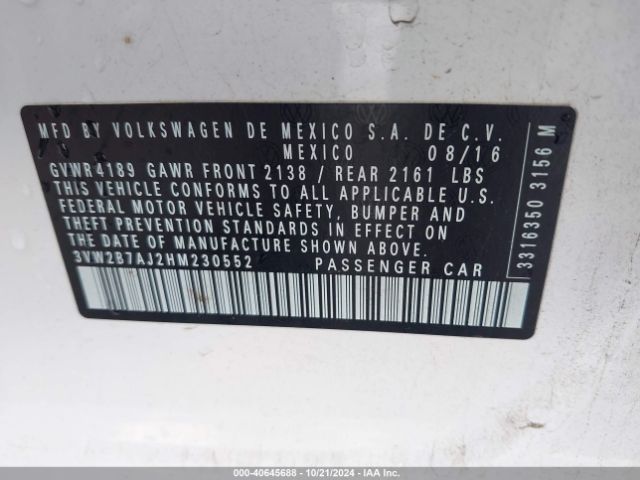 MFD BY VOLKSWAGEN DE MEXICO S.A. DE C.V.
MEXICO 08/16
GVWR 4189 GAWR FRONT 2138 / REAR 2161 LBS
THIS VEHICLE CONFORMS TO ALL APPLICABLE U.S.
FEDERAL MOTOR VEHICLE SAFETY, BUMPER AND
THEFT PREVENTION STANDARDS IN EFFECT ON
THE DATE OF MANUFACTURE SHOWN ABOVE.
3VW2B7AJ2HM230552 PASSENGER CAR
3316350 3156 M
000-40645688 - 10/21/2024 - IAA Inc.